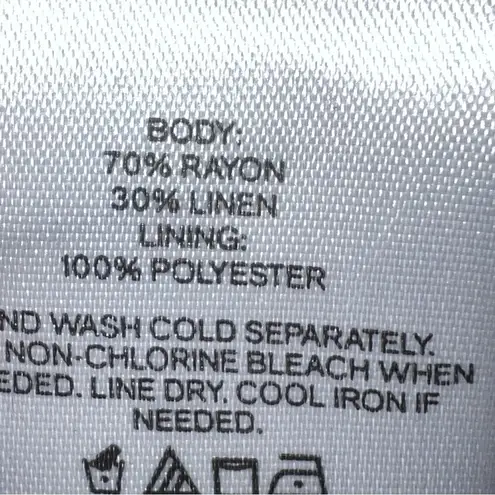 BODY:
70% RAYON
30% LINEN
LINING:
100% POLYESTER
ND WASH COLD SEPARATELY.
NON-CHLORINE BLEACH WHEN
EDED. LINE DRY. COOL IRON IF
NEEDED.